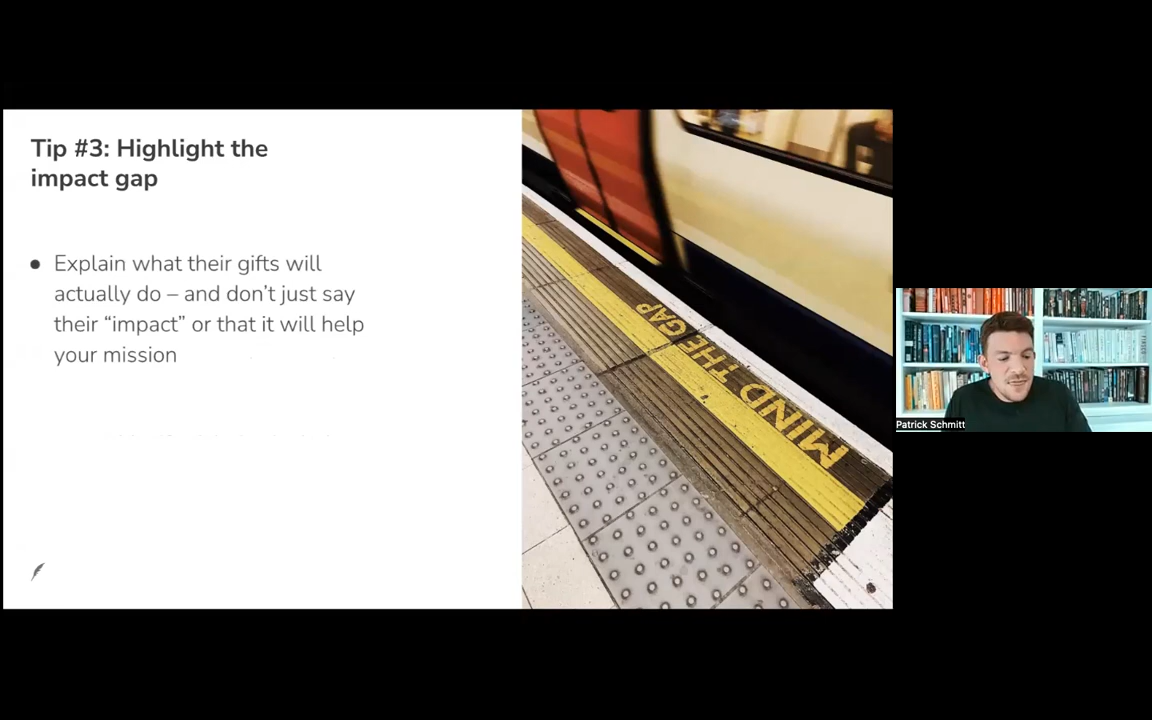 Tip #3: Highlight the
impact gap
● Explain what their gifts will
actually do – and don’t just say
their “impact” or that it will help
your mission
MIND THE GAP
Patrick Schmitt